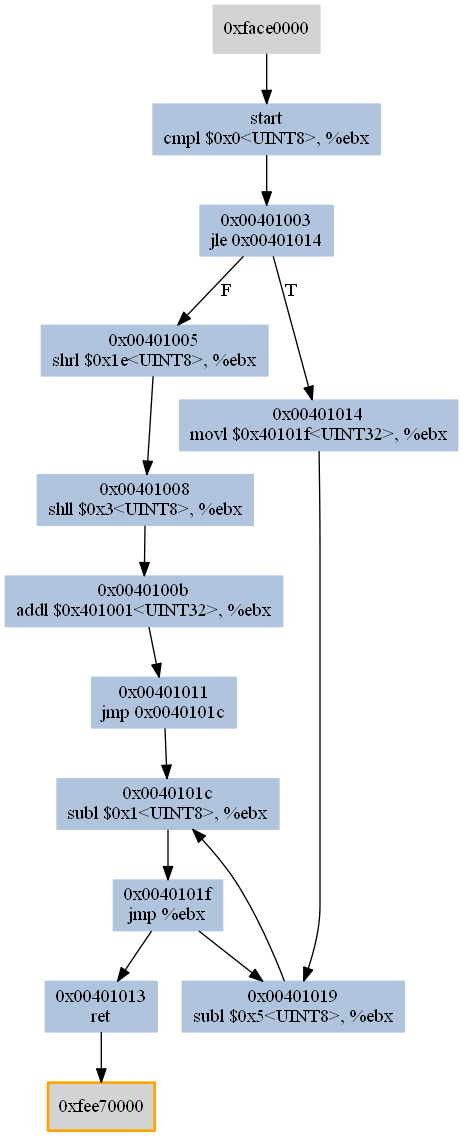 0xface0000
start
cmpl $0x0<UINT8>, %ebx
0x00401003
jle 0x00401014
F
T
0x00401005
shrl $0x1e<UINT8>, %ebx
0x00401014
movl $0x40101f<UINT32>, %ebx
0x00401008
shll $0x3<UINT8>, %ebx
0x0040100b
addl $0x401001<UINT32>, %ebx
0x00401011
jmp 0x0040101c
0x0040101c
subl $0x1<UINT8>, %ebx
0x0040101f
jmp %ebx
0x00401013
ret
0x00401019
subl $0x5<UINT8>, %ebx
0xfee70000